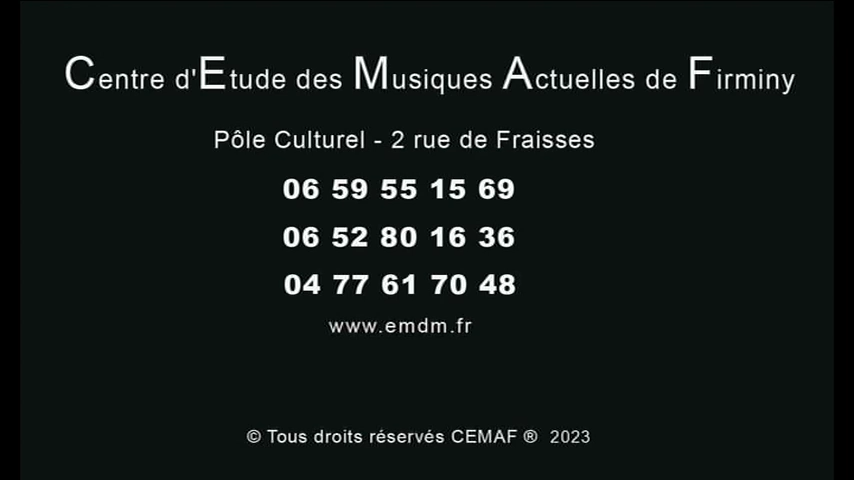 Centre d'Etude des Musiques Actuelles de Firminy
Pôle Culturel - 2 rue de Fraisses
06 59 55 15 69
06 52 80 16 36
04 77 61 70 48
www.emdm.fr
© Tous droits réservés CEMAF ® 2023